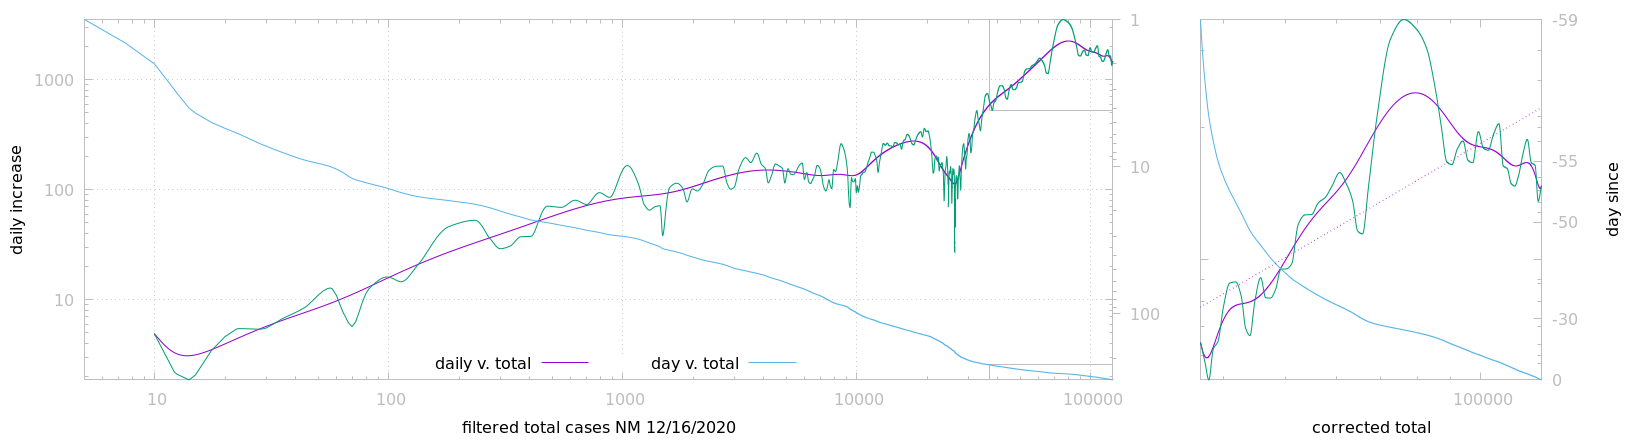 daily increase
1000
100
10
10
100
1000
10000
100000
filtered total cases NM 12/16/2020
daily v. total
day v. total
1
10
100
100000
corrected total
-59
-55
-50
-30
0
day since